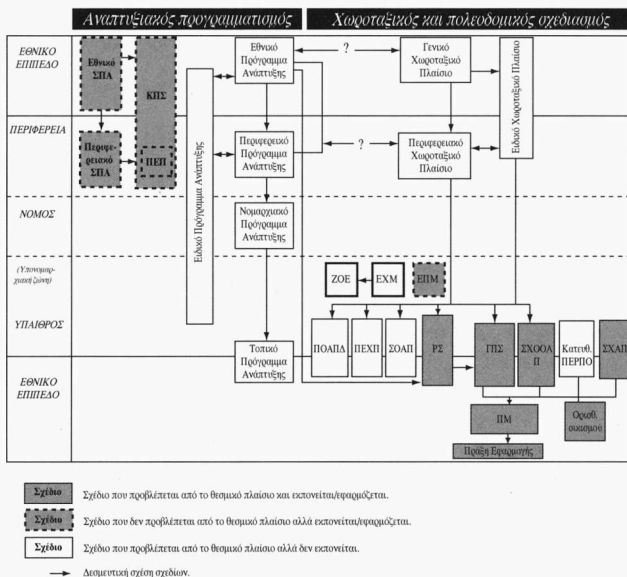 Αναπτυξιακός προγραμματισμός
Χωροταξικός και πολεοδομικός σχεδιασμός
ΕΘΝΙΚΟ
ΕΠΙΠΕΔΟ
Εθνικό
ΣΠΑ
ΚΠΣ
Εθνικό
Πρόγραμμα
Ανάπτυξης
?
Γενικό
Χωροταξικό
Πλαίσιο
Ειδικό Χωροταξικό Πλαίσιο
ΠΕΡΙΦΕΡΕΙΑ
Περιφε-
ρειακό
ΣΠΑ
ΠΕΠ
Ειδικό Πρόγραμμα Ανάπτυξης
Περιφερεικό
Πρόγραμμα
Ανάπτυξης
?
Περιφερειακό
Χωροταξικό
Πλαίσιο
ΝΟΜΟΣ
Νομαρχιακό
Πρόγραμμα
Ανάπτυξης
(Υπονομαρ-
χιακή ζώνη)
ΖΟΕ
ΕΧΜ
ΕΠΜ
ΥΠΑΙΘΡΟΣ
Τοπικό
Πρόγραμμα
Ανάπτυξης
ΠΟΑΠΔ
ΠΕΧΠ
ΣΟΑΠ
ΡΣ
ΓΠΣ
ΣΧΟΟΑ
Π
Κατευθ.
ΠΕΡΠΟ
ΣΧΑΠ
ΕΘΝΙΚΟ
ΕΠΙΠΕΔΟ
ΠΜ
Ορισθ.
οικισμού
Πράξη Εφαρμογής
Σχέδιο Σχέδιο που προβλέπεται από το θεσμικό πλαίσιο και εκπονείται/εφαρμόζεται.
Σχέδιο Σχέδιο που δεν προβλέπεται από το θεσμικό πλαίσιο αλλά εκπονείται/εφαρμόζεται.
Σχέδιο Σχέδιο που προβλέπεται από το θεσμικό πλαίσιο αλλά δεν εκπονείται.
Δεσμευτική σχέση σχεδίων.